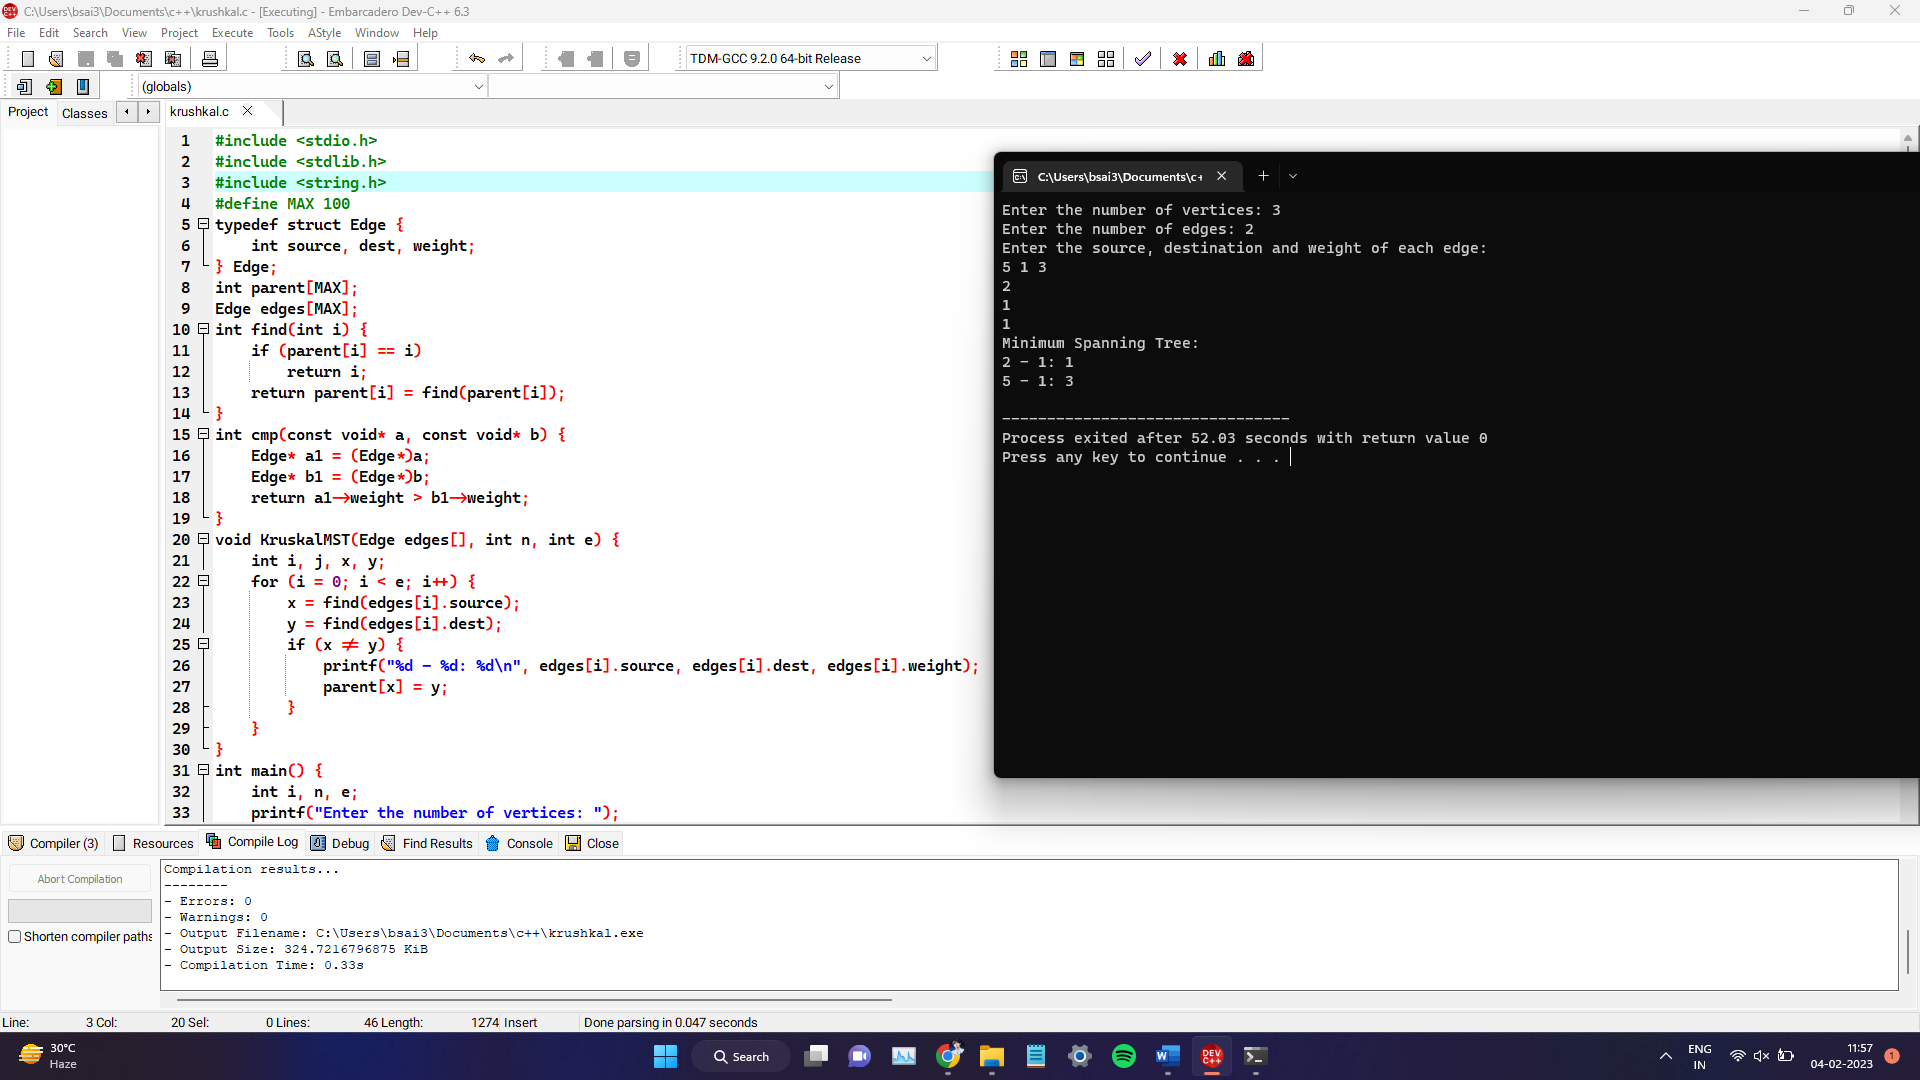 C:\Users\bsai3\Documents\c++\krushkal.c - [Executing] - Embarcadero Dev-C++ 6.3
File Edit Search View Project Execute Tools AStyle Window Help
TDM-GCC 9.2.0 64-bit Release
(globals)
Project Classes
krushkal.c
1 #include <stdio.h>
2 #include <stdlib.h>
3 #include <string.h>
4 #define MAX 100
5 typedef struct Edge {
6 int source, dest, weight;
7 } Edge;
8 int parent[MAX];
9 Edge edges[MAX];
10 int find(int i) {
11 if (parent[i] == i)
12 return i;
13 return parent[i] = find(parent[i]);
14 }
15 int cmp(const void* a, const void* b) {
16 Edge* a1 = (Edge*)a;
17 Edge* b1 = (Edge*)b;
18 return a1->weight > b1->weight;
19 }
20 void KruskalMST(Edge edges[], int n, int e) {
21 int i, j, x, y;
22 for (i = 0; i < e; i++) {
23 x = find(edges[i].source);
24 y = find(edges[i].dest);
25 if (x != y) {
26 printf("%d - %d: %d\n", edges[i].source, edges[i].dest, edges[i].weight);
27 parent[x] = y;
28 }
29 }
30 }
31 int main() {
32 int i, n, e;
33 printf("Enter the number of vertices: ");
C:\Users\bsai3\Documents\c+
Enter the number of vertices: 3
Enter the number of edges: 2
Enter the source, destination and weight of each edge:
5 1 3
2
1
1
Minimum Spanning Tree:
2 - 1: 1
5 - 1: 3
--------------------------------
Process exited after 52.03 seconds with return value 0
Press any key to continue . . .
Compiler (3) Resources Compile Log Debug Find Results Console Close
Abort Compilation
Shorten compiler paths
Compilation results...
--------
- Errors: 0
- Warnings: 0
- Output Filename: C:\Users\bsai3\Documents\c++\krushkal.exe
- Output Size: 324.7216796875 KiB
- Compilation Time: 0.33s
Line: 3 Col: 20 Sel: 0 Lines: 46 Length: 1274 Insert Done parsing in 0.047 seconds
30°C
Haze
Search
DEV C++
ENG
IN
11:57
04-02-2023
1